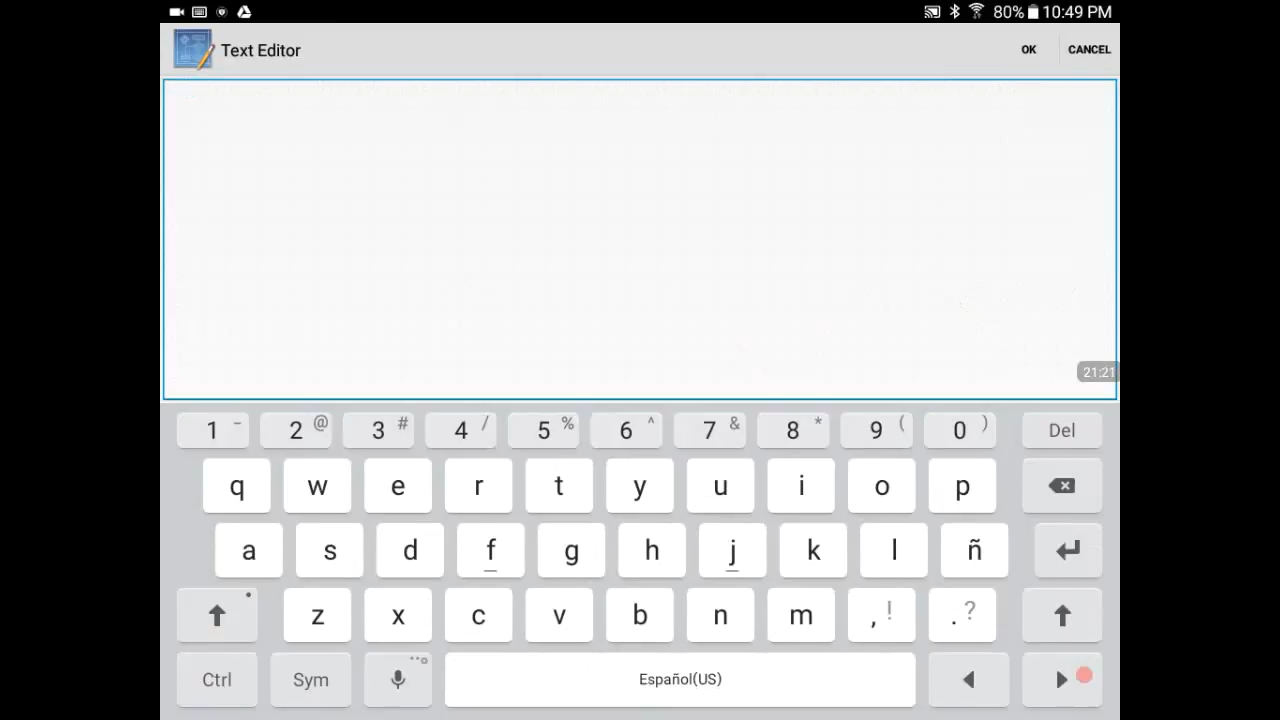 80% 10:49 PM
Text Editor OK CANCEL
21:21
1 - 2 @ 3 # 4 / 5 % 6 ^ 7 & 8 * 9 ( 0 ) Del
q w e r t y u i o p
a s d f g h j k l ñ
z x c v b n m , ! . ?
Ctrl Sym Español(US)